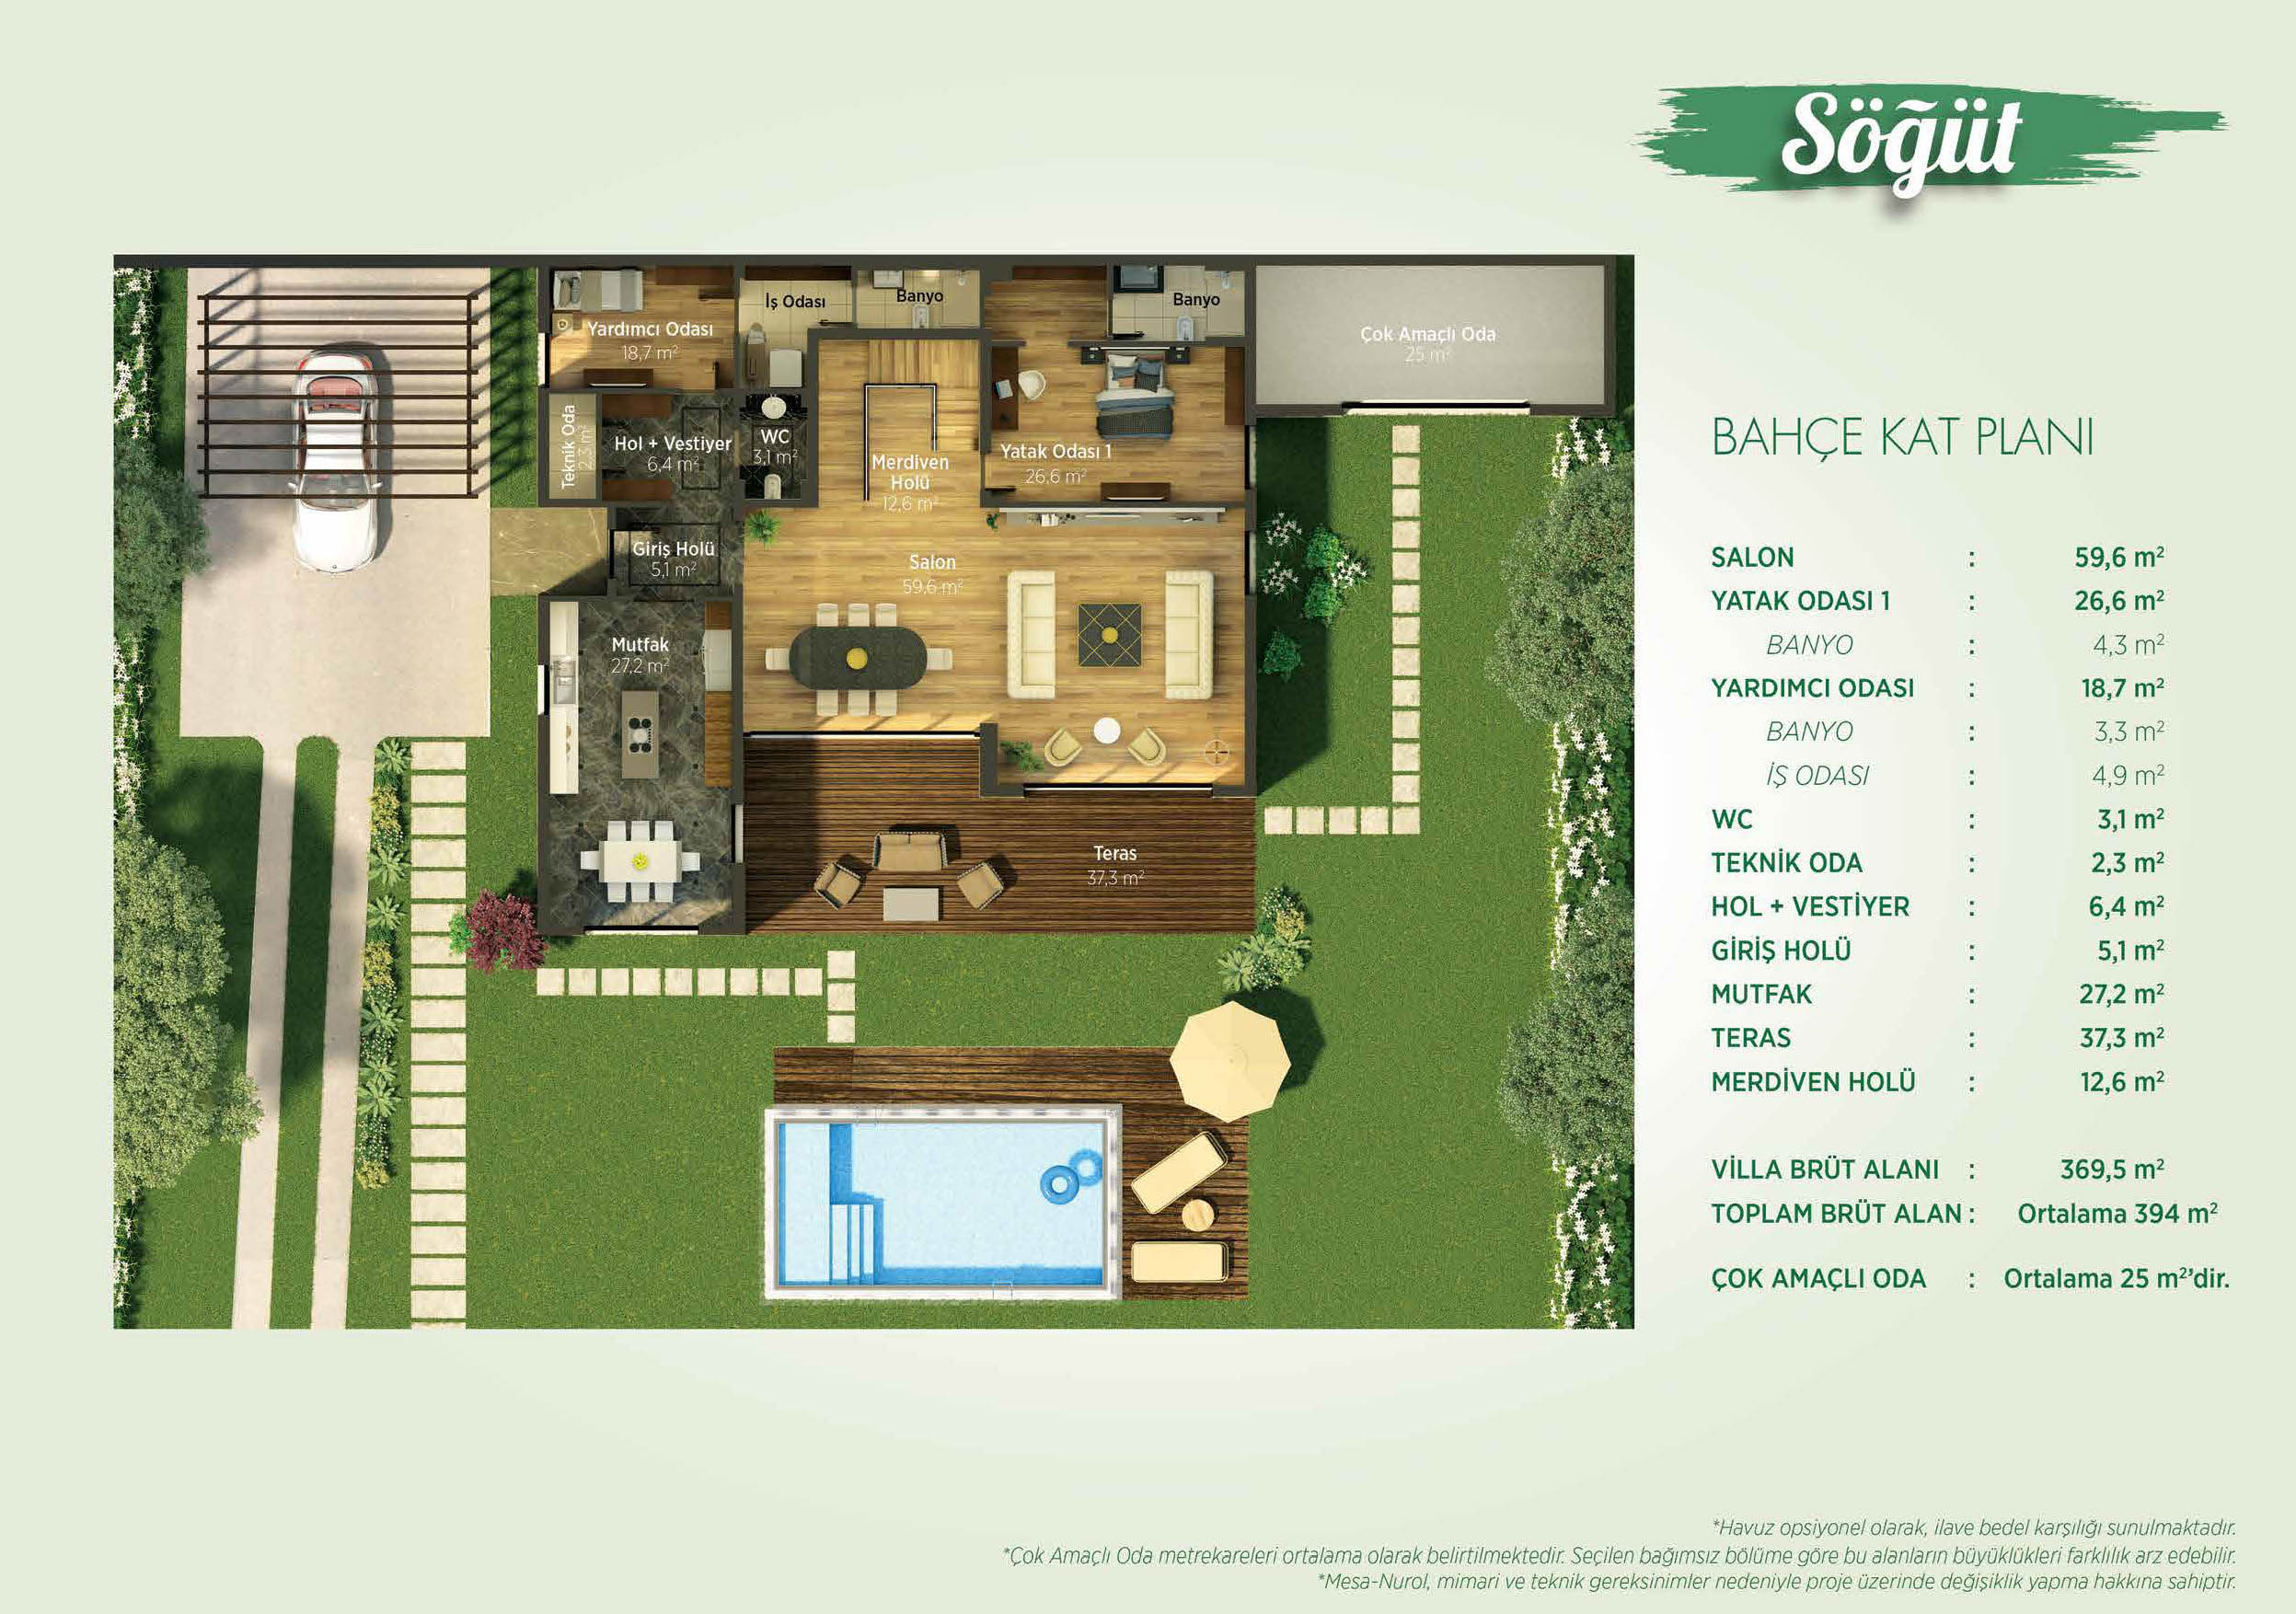 Söğüt
İş Odası
Banyo
Banyo
Yardımcı Odası
18,7 m²
Çok Amaçlı Oda
25 m²
Teknik Oda
2,3 m²
Hol + Vestiyer
6,4 m²
WC
3,1 m²
Merdiven
Holü
12,6 m²
Yatak Odası 1
26,6 m²
Giriş Holü
5,1 m²
Salon
59,6 m²
Mutfak
27,2 m²
Teras
37,3 m²
BAHÇE KAT PLANI
SALON : 59,6 m²
YATAK ODASI 1 : 26,6 m²
BANYO : 4,3 m²
YARDIMCI ODASI : 18,7 m²
BANYO : 3,3 m²
İŞ ODASI : 4,9 m²
WC : 3,1 m²
TEKNİK ODA : 2,3 m²
HOL + VESTİYER : 6,4 m²
GİRİŞ HOLÜ : 5,1 m²
MUTFAK : 27,2 m²
TERAS : 37,3 m²
MERDİVEN HOLÜ : 12,6 m²
VİLLA BRÜT ALANI : 369,5 m²
TOPLAM BRÜT ALAN : Ortalama 394 m²
ÇOK AMAÇLI ODA : Ortalama 25 m²'dir.
*Havuz opsiyonel olarak, ilave bedel karşılığı sunulmaktadır.
*Çok Amaçlı Oda metrekareleri ortalama olarak belirtilmektedir. Seçilen bağımsız bölüme göre bu alanların büyüklükleri farklılık arz edebilir.
*Mesa-Nurol, mimari ve teknik gereksinimler nedeniyle proje üzerinde değişiklik yapma hakkına sahiptir.